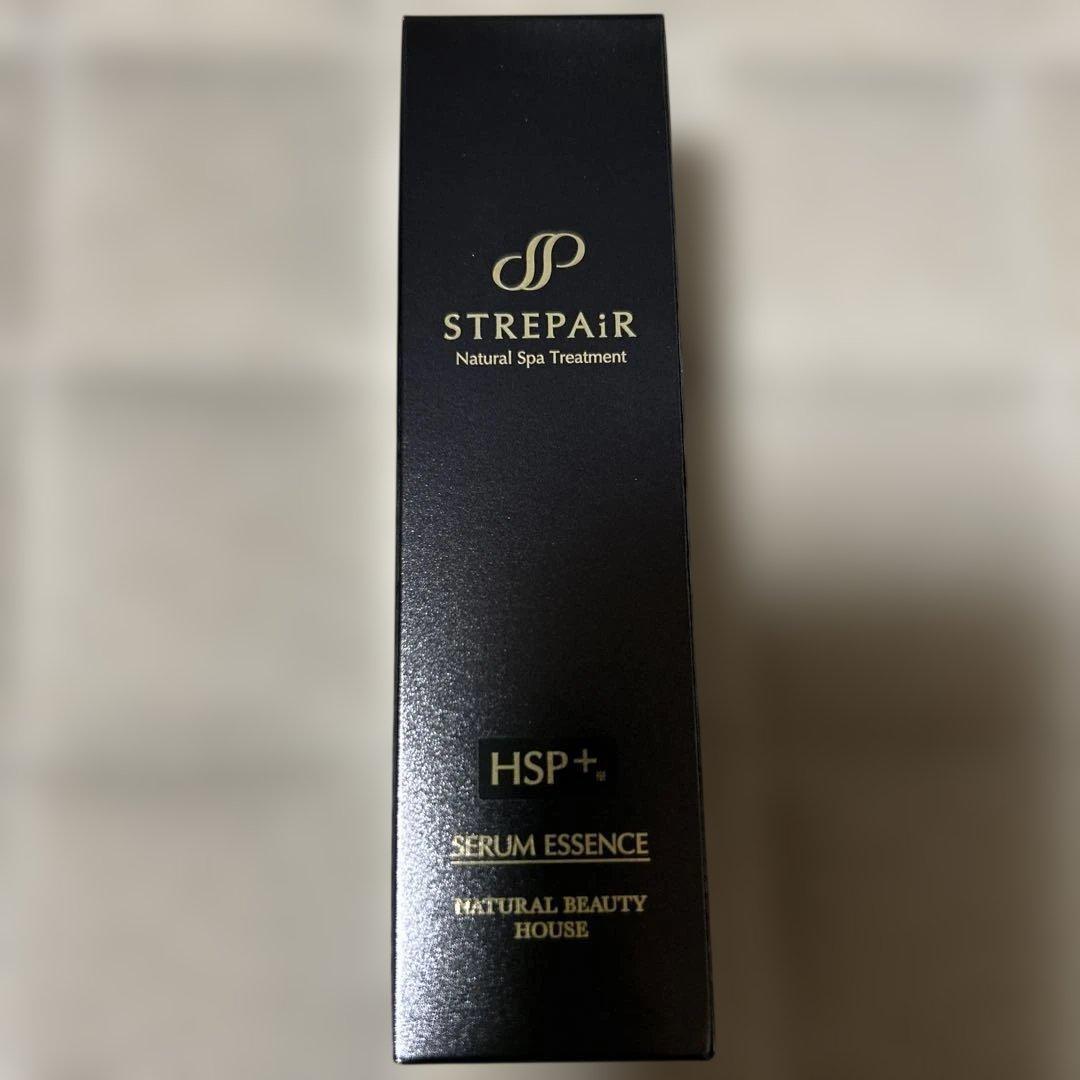 STREPAiR
Natural Spa Treatment
HSP+
SERUM ESSENCE
NATURAL BEAUTY
HOUSE